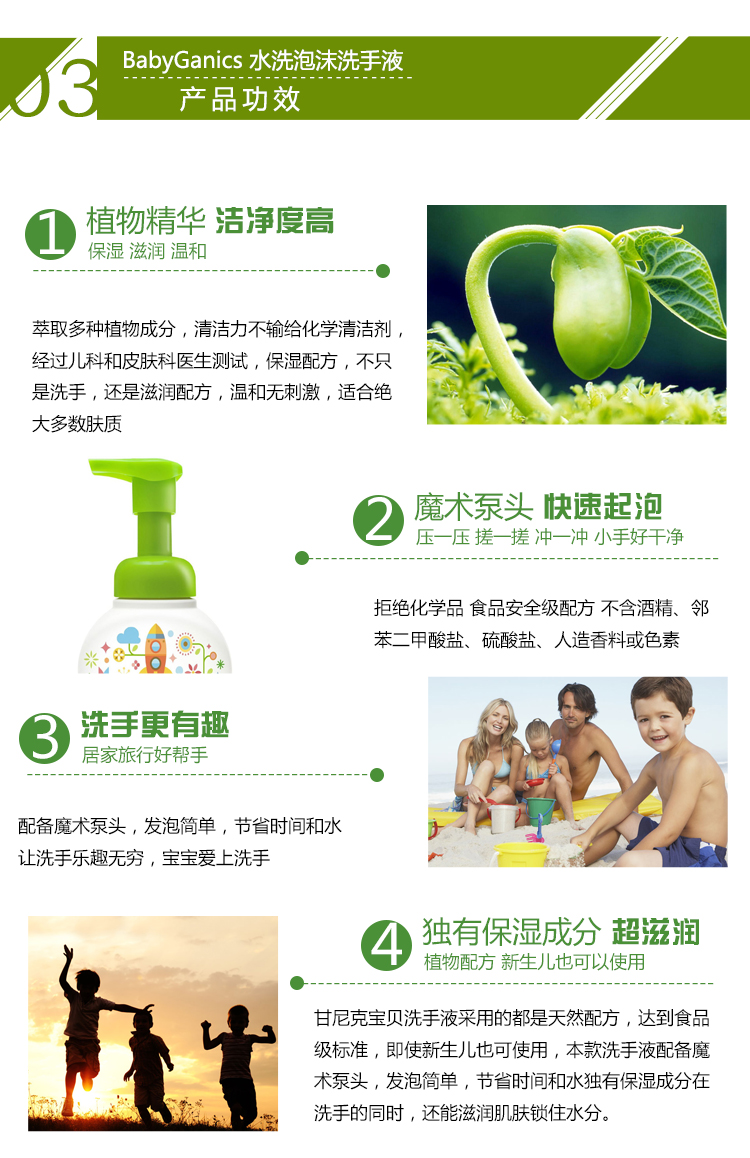 03
BabyGanics 水洗泡沫洗手液
产品功效
1
植物精华 洁净度高
保湿 滋润 温和
萃取多种植物成分，清洁力不输给化学清洁剂，
经过儿科和皮肤科医生测试，保湿配方，不只
是洗手，还是滋润配方，温和无刺激，适合绝
大多数肤质
2
魔术泵头 快速起泡
压一压 搓一搓 冲一冲 小手好干净
拒绝化学品 食品安全级配方 不含酒精、邻
苯二甲酸盐、硫酸盐、人造香料或色素
3
洗手更有趣
居家旅行好帮手
配备魔术泵头，发泡简单，节省时间和水
让洗手乐趣无穷，宝宝爱上洗手
4
独有保湿成分 超滋润
植物配方 新生儿也可以使用
甘尼克宝贝洗手液采用的都是天然配方，达到食品
级标准，即使新生儿也可使用，本款洗手液配备魔
术泵头，发泡简单，节省时间和水独有保湿成分在
洗手的同时，还能滋润肌肤锁住水分。